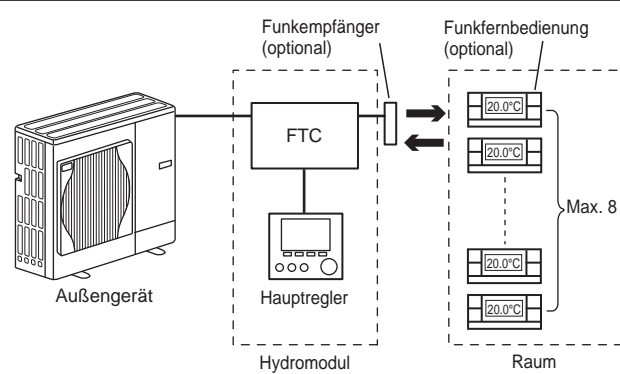 Funkempfänger
(optional)
Funkfernbedienung
(optional)
20.0°C
FTC
20.0°C
Max. 8
20.0°C
Außengerät
Hauptregler
20.0°C
Hydromodul
Raum